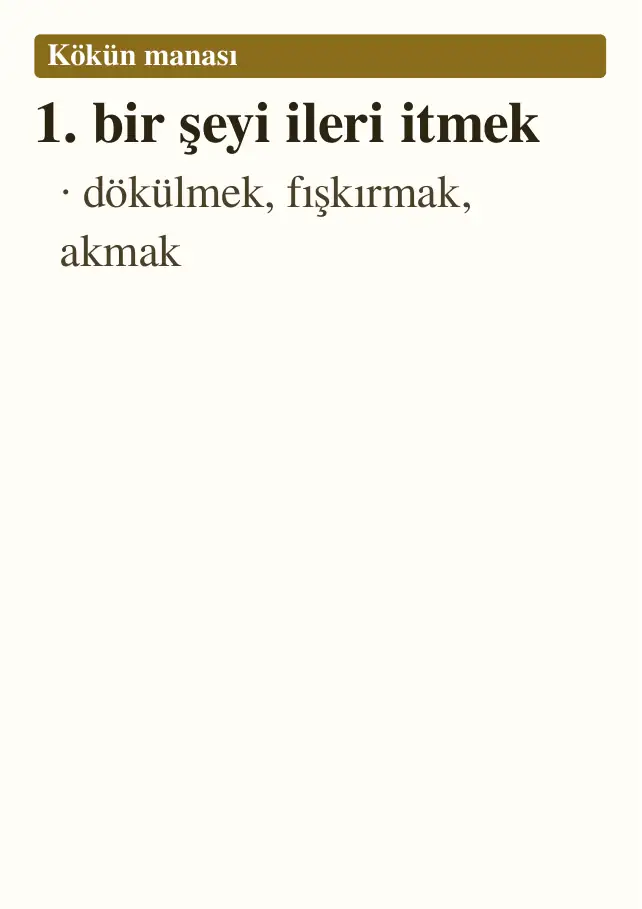 Kökün manası
1. bir şeyi ileri itmek
· dökülmek, fışkırmak,
akmak